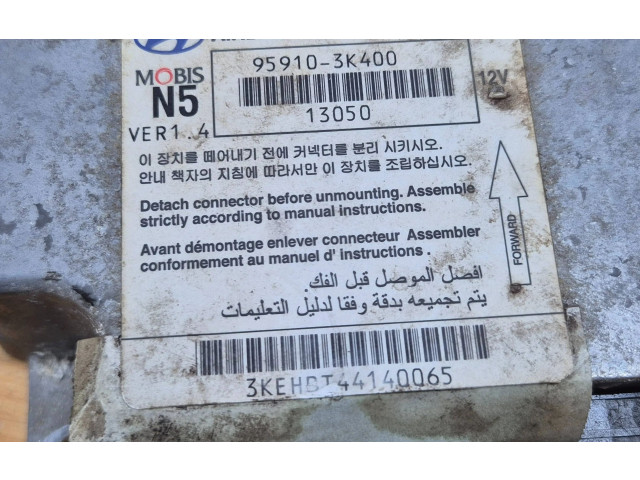 MOBIS
N5
VER1.4
95910-3K400
13050
12V
이 장치를 떼어내기 전에 커넥터를 분리 시키시오.
안내 책자의 지침에 따라서만 이 장치를 조립하십시오.
Detach connector before unmounting. Assemble
strictly according to manual instructions.
Avant démontage enlever connecteur Assembler
conformement au manuel d' instructions.
افصل الموصل قبل الفك.
يتم تجميعه بدقة وفقا لدليل التعليمات
FORWARD
3KEHBT44140065